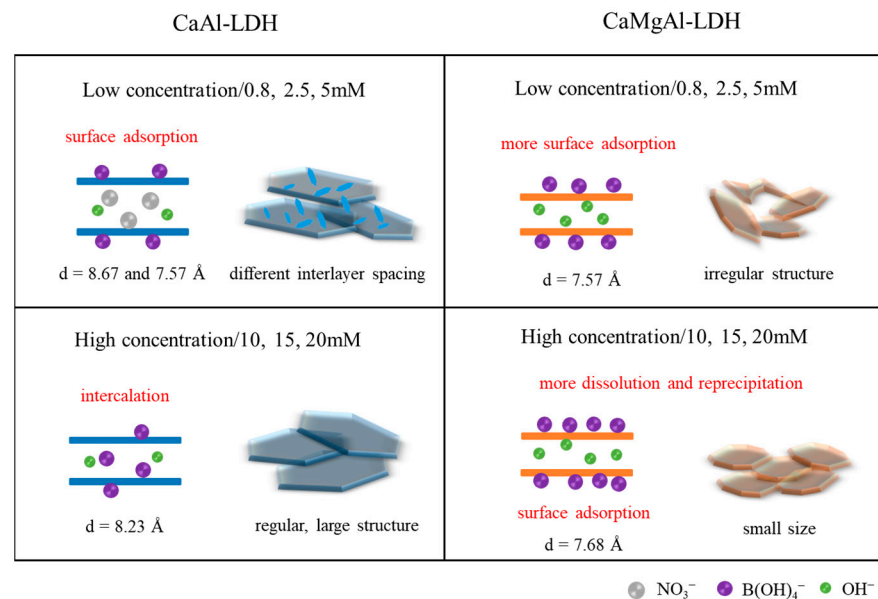 CaAl-LDH
CaMgAl-LDH
Low concentration/0.8, 2.5, 5mM
surface adsorption
d = 8.67 and 7.57 Å
different interlayer spacing
Low concentration/0.8, 2.5, 5mM
more surface adsorption
d = 7.57 Å
irregular structure
High concentration/10, 15, 20mM
intercalation
d = 8.23 Å
regular, large structure
High concentration/10, 15, 20mM
more dissolution and reprecipitation
surface adsorption
d = 7.68 Å
small size
NO₃⁻ B(OH)₄⁻ OH⁻